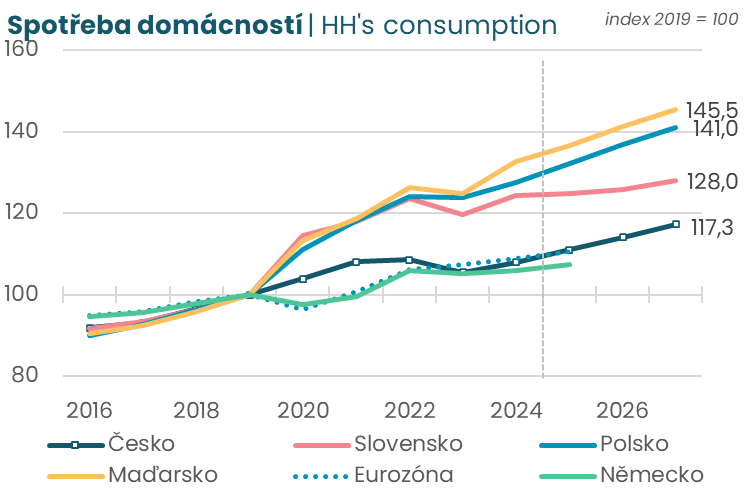 Spotřeba domácností | HH's consumption
index 2019 = 100
160
140
120
100
80
145,5
141,0
128,0
117,3
2016 2018 2020 2022 2024 2026
Česko Slovensko Polsko
Maďarsko Eurozóna Německo